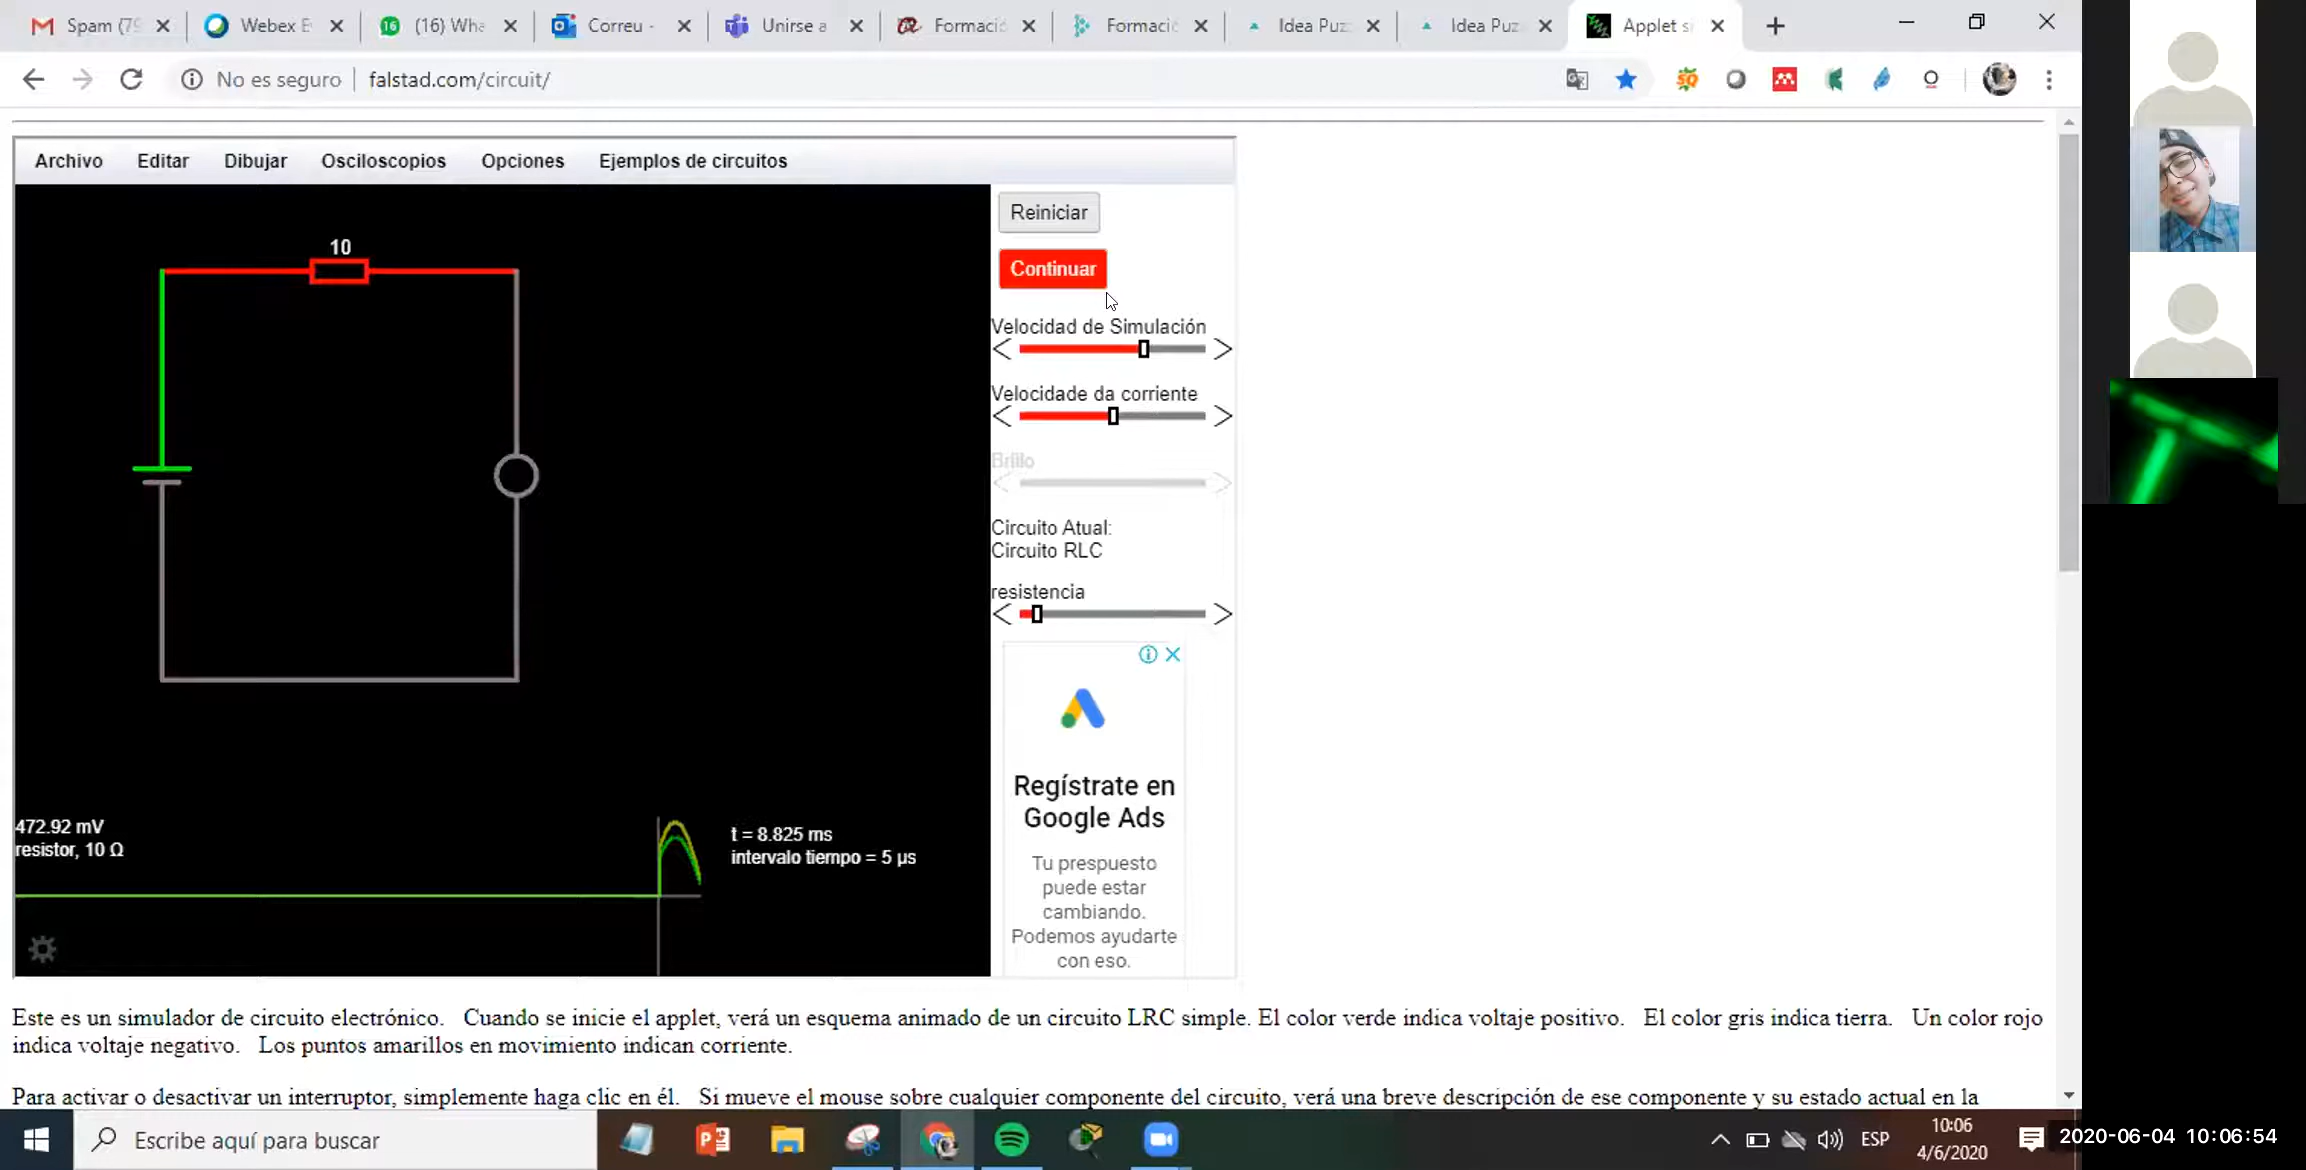 Spam (79
Webex E
(16) Wha
Correu -
Unirse a
Formació
Formació
Idea Puz
Idea Puz
Applet si
No es seguro | falstad.com/circuit/
Archivo Editar Dibujar Osciloscopios Opciones Ejemplos de circuitos
Reiniciar
10
Continuar
Velocidad de Simulación
Velocidade da corriente
Brillo
Circuito Atual:
Circuito RLC
resistencia
Regístrate en
Google Ads
Tu prespuesto
puede estar
cambiando.
Podemos ayudarte
con eso.
472.92 mV
resistor, 10 Ω
t = 8.825 ms
intervalo tiempo = 5 µs
Este es un simulador de circuito electrónico. Cuando se inicie el applet, verá un esquema animado de un circuito LRC simple. El color verde indica voltaje positivo. El color gris indica tierra. Un color rojo
indica voltaje negativo. Los puntos amarillos en movimiento indican corriente.
Para activar o desactivar un interruptor, simplemente haga clic en él. Si mueve el mouse sobre cualquier componente del circuito, verá una breve descripción de ese componente y su estado actual en la
Escribe aquí para buscar
ESP
10:06
4/6/2020
2020-06-04 10:06:54